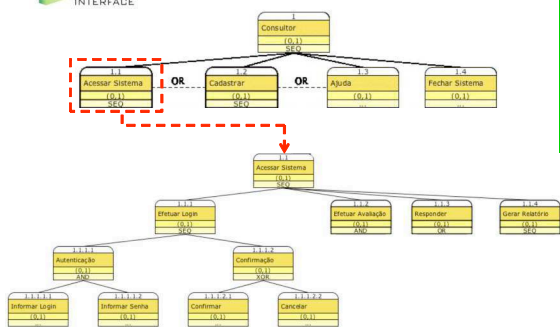 INTERFACE
1
Consultor
(0,1)
SEQ
1.1
Acessar Sistema
(0,1)
SEQ
OR
1.2
Cadastrar
(0,1)
SEQ
OR
1.3
Ajuda
(0,1)
...
1.4
Fechar Sistema
(0,1)
...
1.1
Acessar Sistema
(0,1)
SEQ
1.1.1
Efetuar Login
(0,1)
SEQ
1.1.2
Efetuar Avaliação
(0,1)
AND
1.1.3
Responder
(0,1)
OR
1.1.4
Gerar Relatório
(0,1)
SEQ
1.1.1.1
Autenticação
(0,1)
AND
1.1.1.2
Confirmação
(0,1)
XOR
1.1.1.1.1
Informar Login
(0,1)
...
1.1.1.1.2
Informar Senha
(0,1)
...
1.1.1.2.1
Confirmar
(0,1)
...
1.1.1.2.2
Cancelar
(0,1)
...